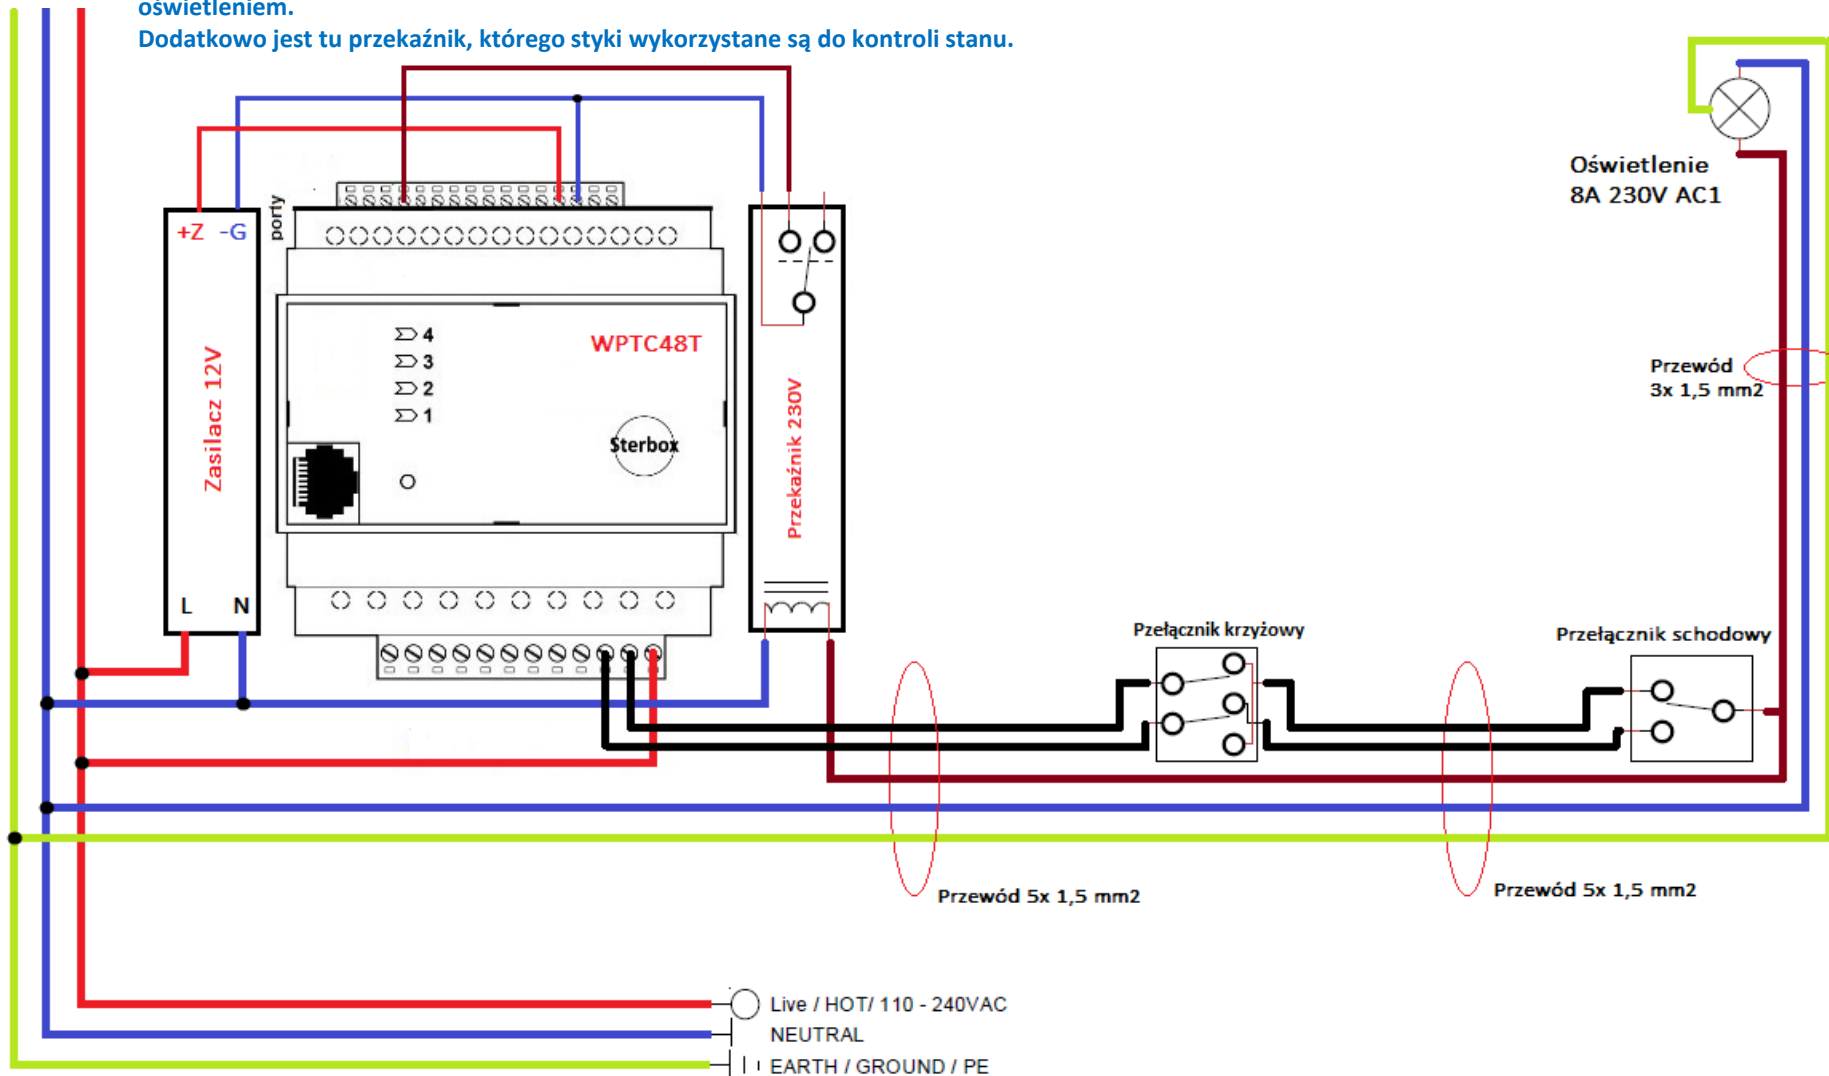 oświetleniem.
Dodatkowo jest tu przekaźnik, którego styki wykorzystane są do kontroli stanu.
Oświetlenie
8A 230V AC1
+Z -G
porty
4
3
2
1
WPTC48T
Sterbox
Zasilacz 12V
Przekaźnik 230V
L N
Przewód
3x 1,5 mm2
Pzełącznik krzyżowy
Przełącznik schodowy
Przewód 5x 1,5 mm2
Przewód 5x 1,5 mm2
Live / HOT/ 110 - 240VAC
NEUTRAL
EARTH / GROUND / PE